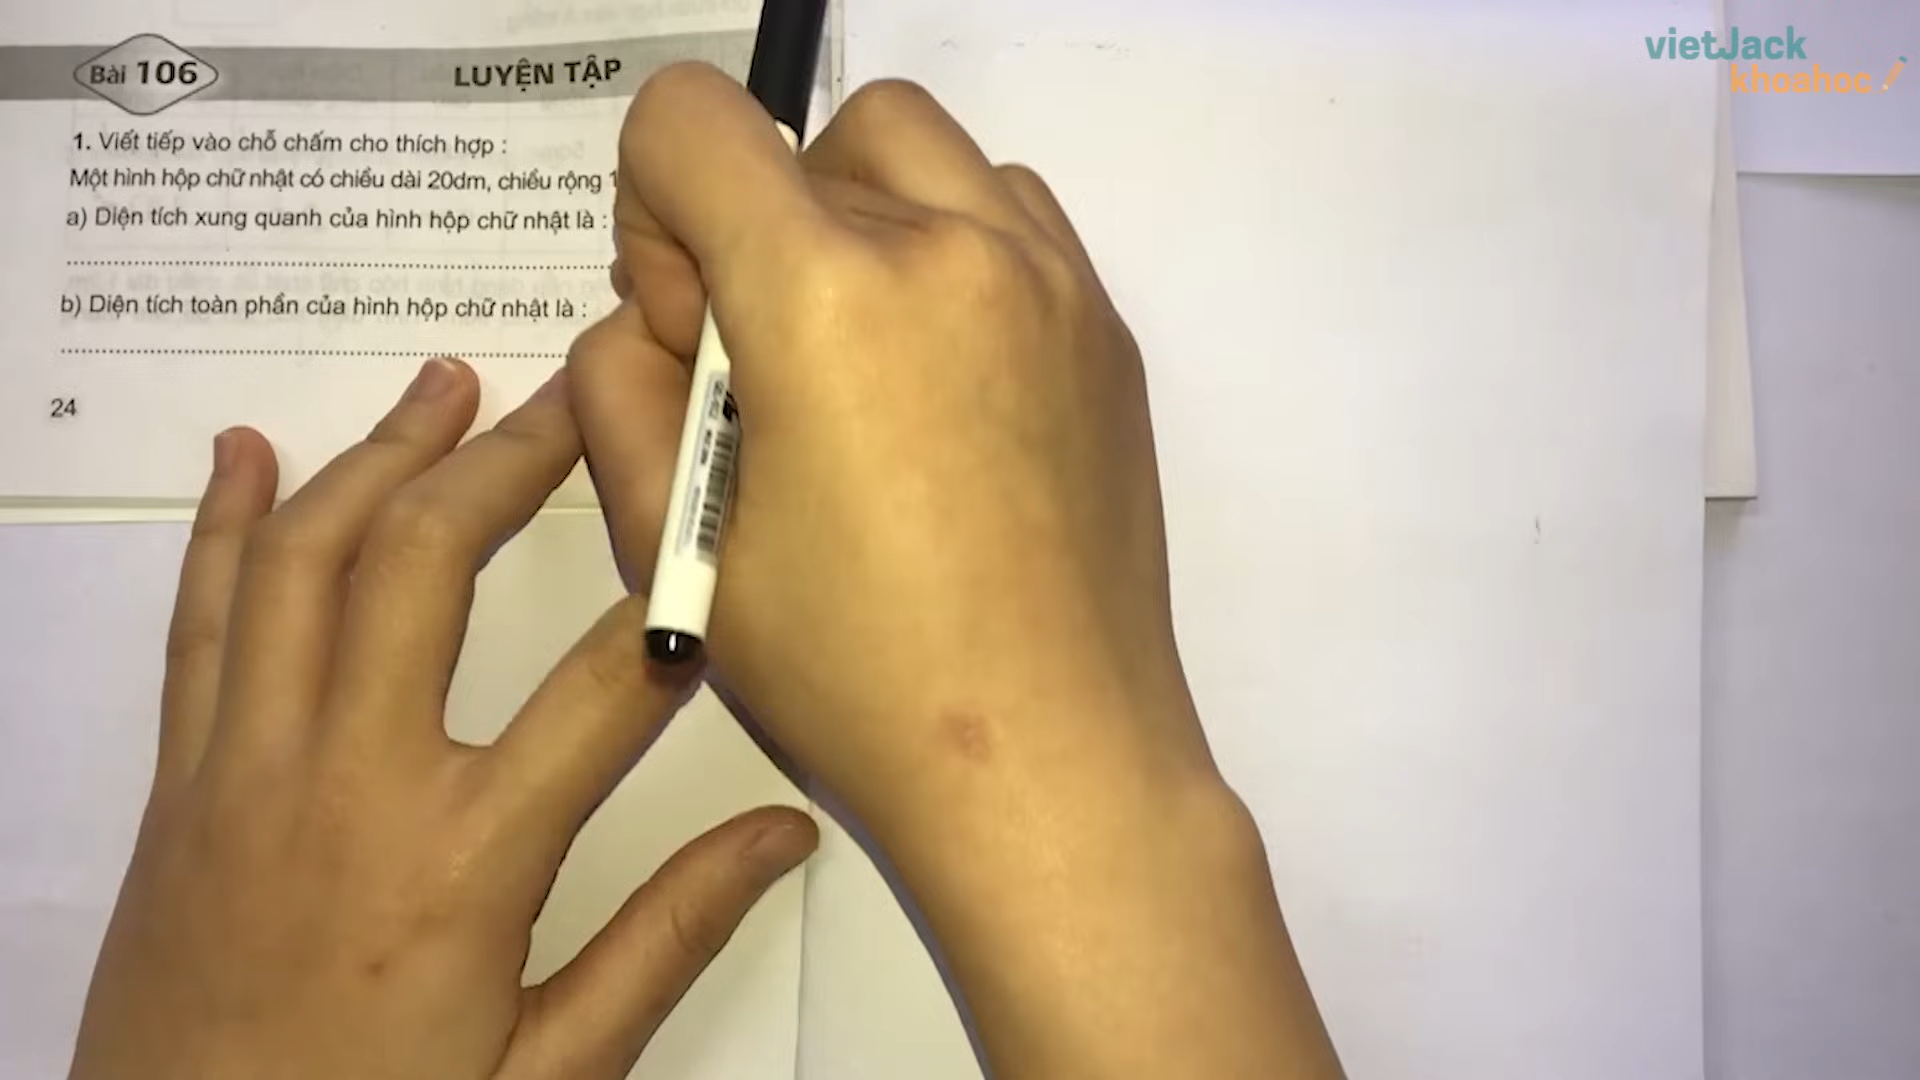 vietJack
khoahoc
Bài 106
LUYỆN TẬP
1. Viết tiếp vào chỗ chấm cho thích hợp :
Một hình hộp chữ nhật có chiều dài 20dm, chiều rộng 1
a) Diện tích xung quanh của hình hộp chữ nhật là :
b) Diện tích toàn phần của hình hộp chữ nhật là :
24